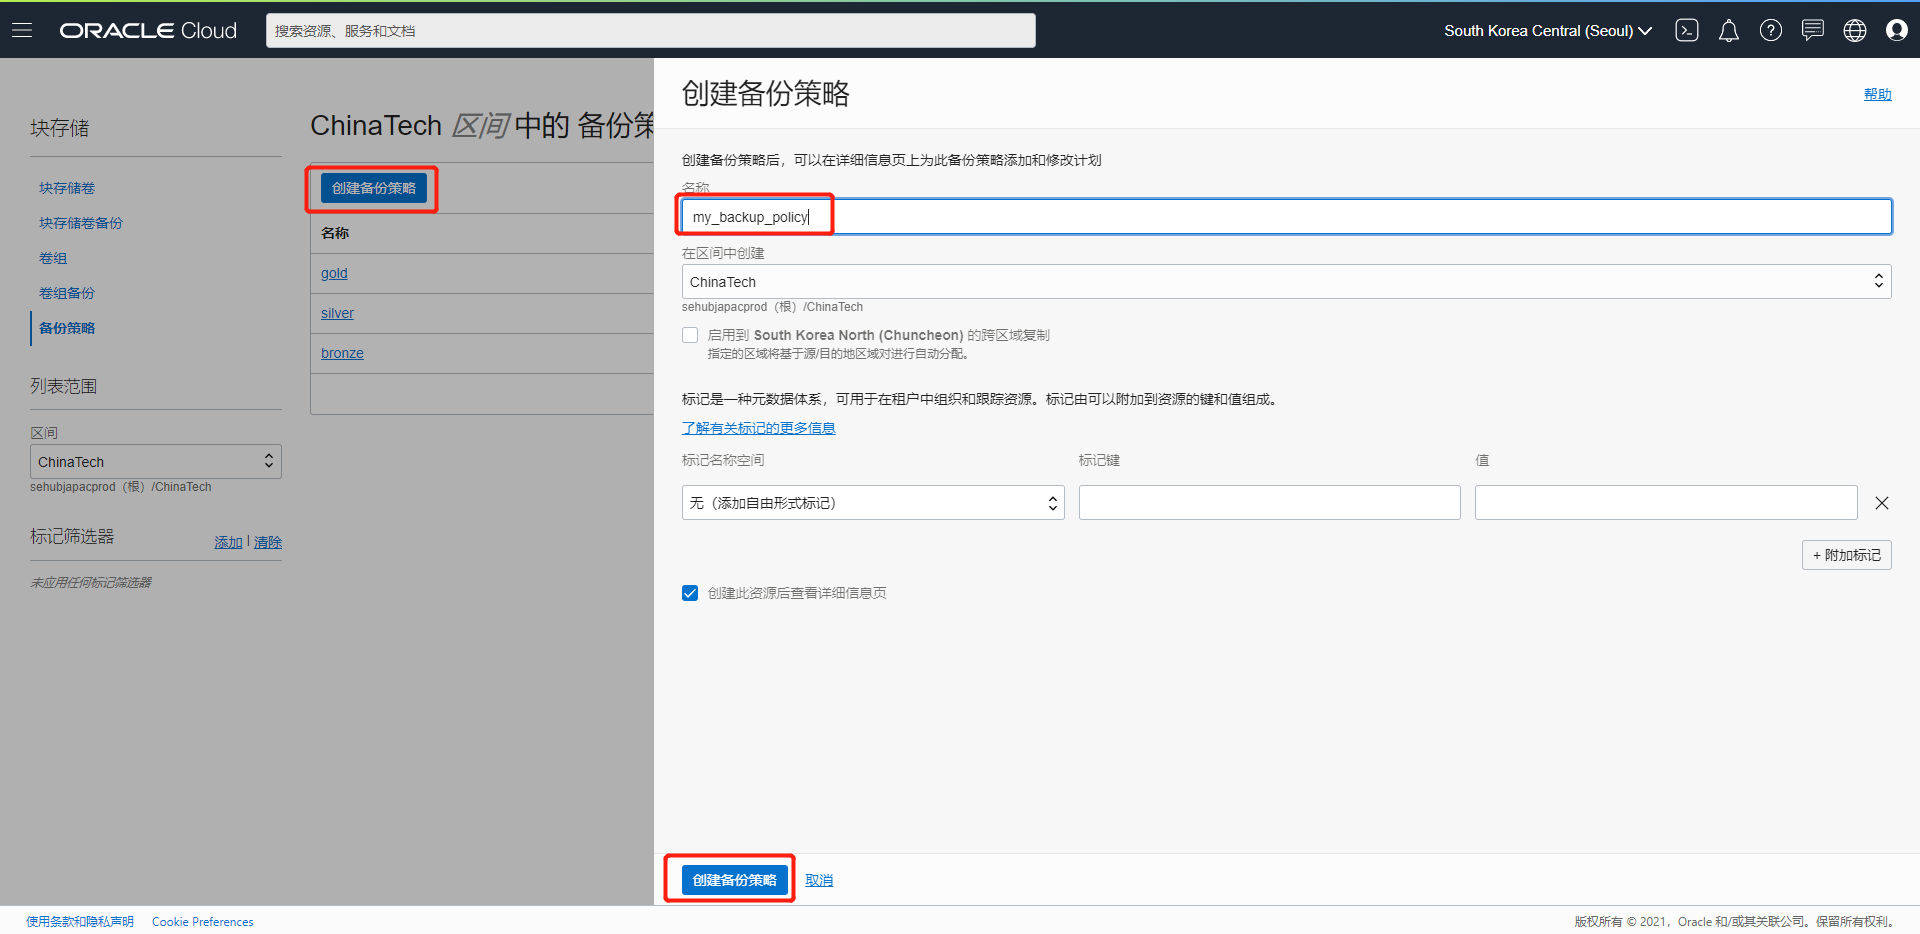 ORACLE Cloud
搜索资源、服务和文档
South Korea Central (Seoul)
块存储
块存储卷
块存储卷备份
卷组
卷组备份
备份策略
列表范围
区间
ChinaTech
sehubjapacprod（根）/ChinaTech
标记筛选器
添加 | 清除
未应用任何标记筛选器
ChinaTech 区间 中的 备份策
创建备份策略
名称
gold
silver
bronze
创建备份策略
帮助
创建备份策略后，可以在详细信息页上为此备份策略添加和修改计划
名称
my_backup_policy
在区间中创建
ChinaTech
sehubjapacprod（根）/ChinaTech
启用到 South Korea North (Chuncheon) 的跨区域复制
指定的区域将基于源/目的地区域对进行自动分配。
标记是一种元数据体系，可用于在租户中组织和跟踪资源。标记由可以附加到资源的键和值组成。
了解有关标记的更多信息
标记名称空间 标记键 值
无（添加自由形式标记）
+ 附加标记
创建此资源后查看详细信息页
创建备份策略 取消
使用条款和隐私声明 Cookie Preferences
版权所有 © 2021，Oracle 和/或其关联公司。保留所有权利。